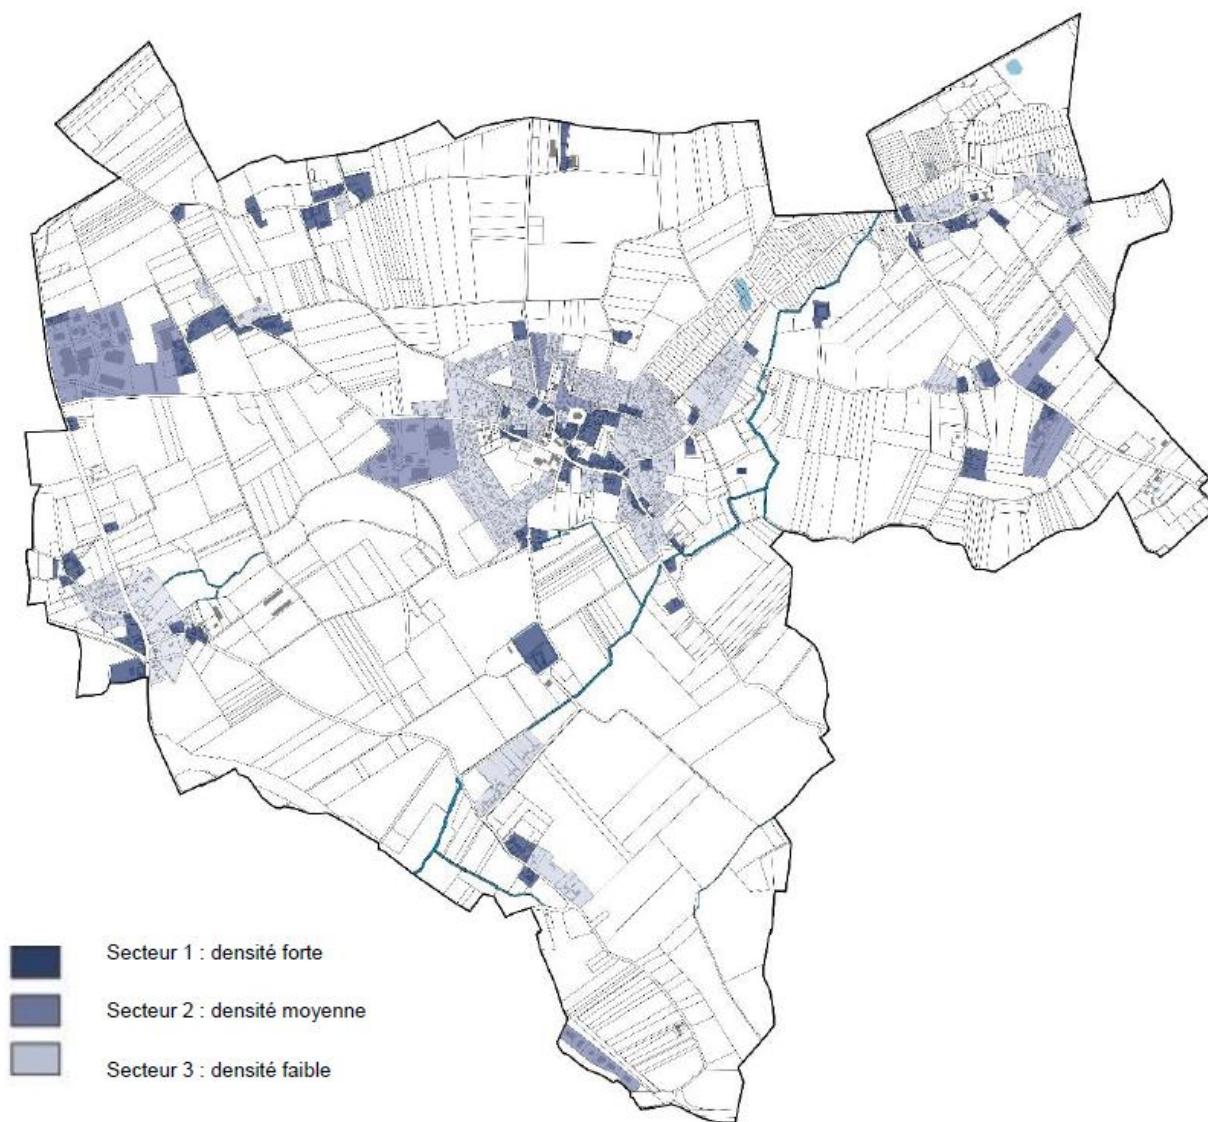 Secteur 1 : densité forte
Secteur 2 : densité moyenne
Secteur 3 : densité faible